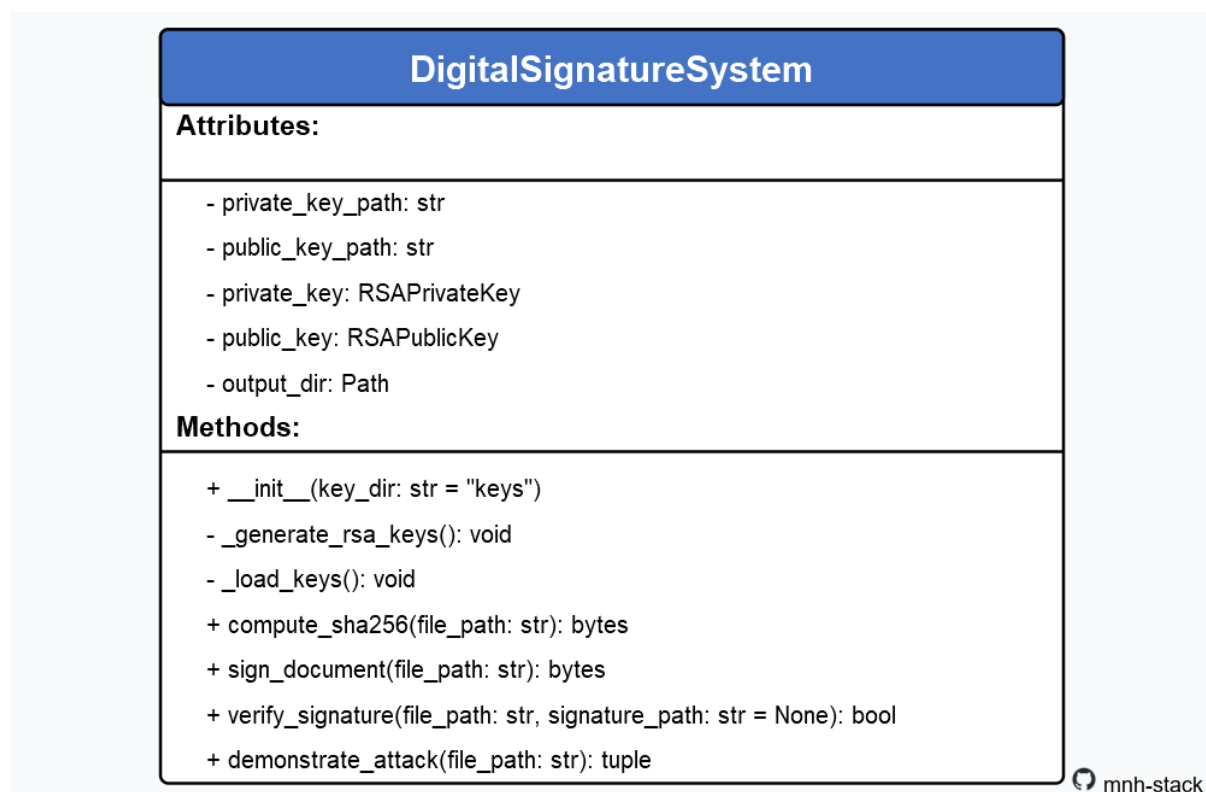 DigitalSignatureSystem
Attributes:
- private_key_path: str
- public_key_path: str
- private_key: RSAPrivateKey
- public_key: RSAPublicKey
- output_dir: Path
Methods:
+ __init__(key_dir: str = "keys")
- _generate_rsa_keys(): void
- _load_keys(): void
+ compute_sha256(file_path: str): bytes
+ sign_document(file_path: str): bytes
+ verify_signature(file_path: str, signature_path: str = None): bool
+ demonstrate_attack(file_path: str): tuple
mnh-stack